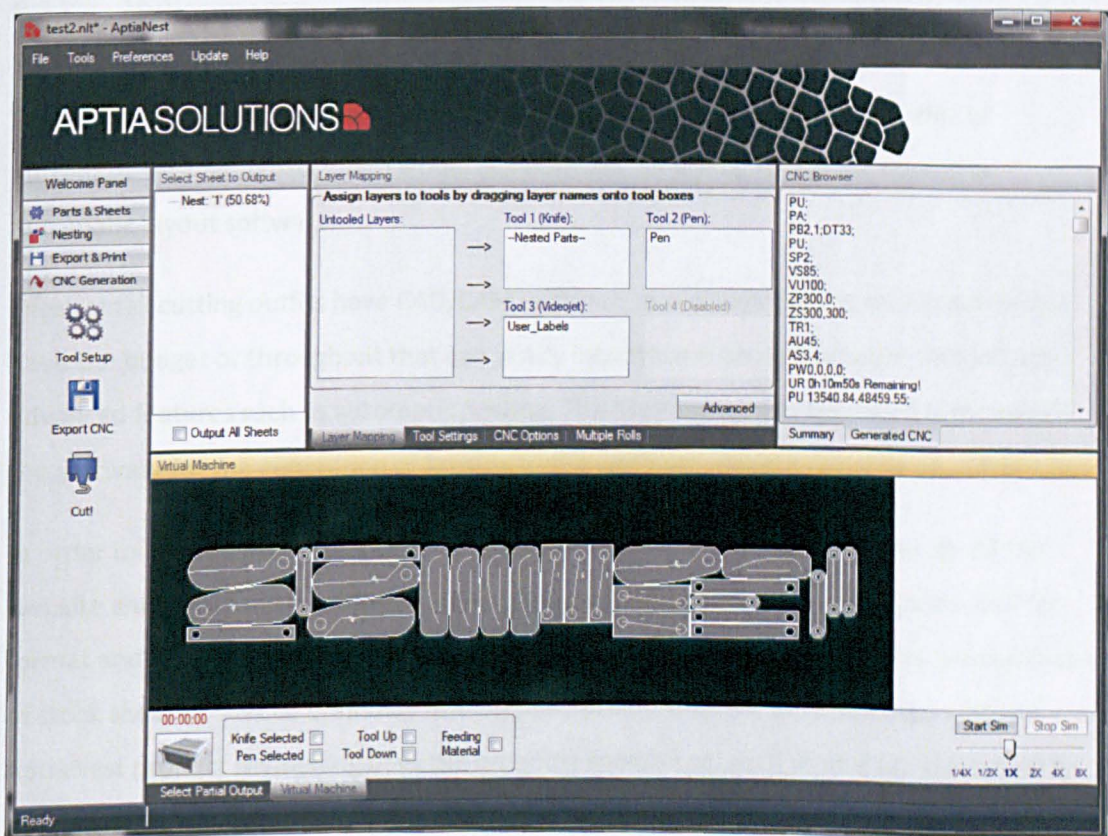 test2.nlt* - AptiaNest
File Tools Preferences Update Help
APTIASOLUTIONS
Welcome Panel
Parts & Sheets
Nesting
Export & Print
CNC Generation
Tool Setup
Export CNC
Cut!
Select Sheet to Output
Nest: '1' (50.68%)
Output All Sheets
Layer Mapping
Assign layers to tools by dragging layer names onto tool boxes
Untooled Layers:
Tool 1 (Knife):
--Nested Parts--
Tool 2 (Pen):
Pen
Tool 3 (Videojet):
User_Labels
Tool 4 (Disabled)
Advanced
Layer Mapping Tool Settings CNC Options Multiple Rolls
CNC Browser
PU;
PA;
PB2,1;DT33;
PU;
SP2;
VS85;
VU100;
ZP300,0;
ZS300,300;
TR1;
AU45;
AS3,4;
PW0,0,0,0;
UR 0h10m50s Remaining!
PU 13540.84,48459.55;
Summary Generated CNC
Virtual Machine
00:00:00
Knife Selected
Pen Selected
Tool Up
Tool Down
Feeding
Material
Start Sim Stop Sim
1/4X 1/2X 1X 2X 4X 8X
Select Partial Output Virtual Machine
Ready